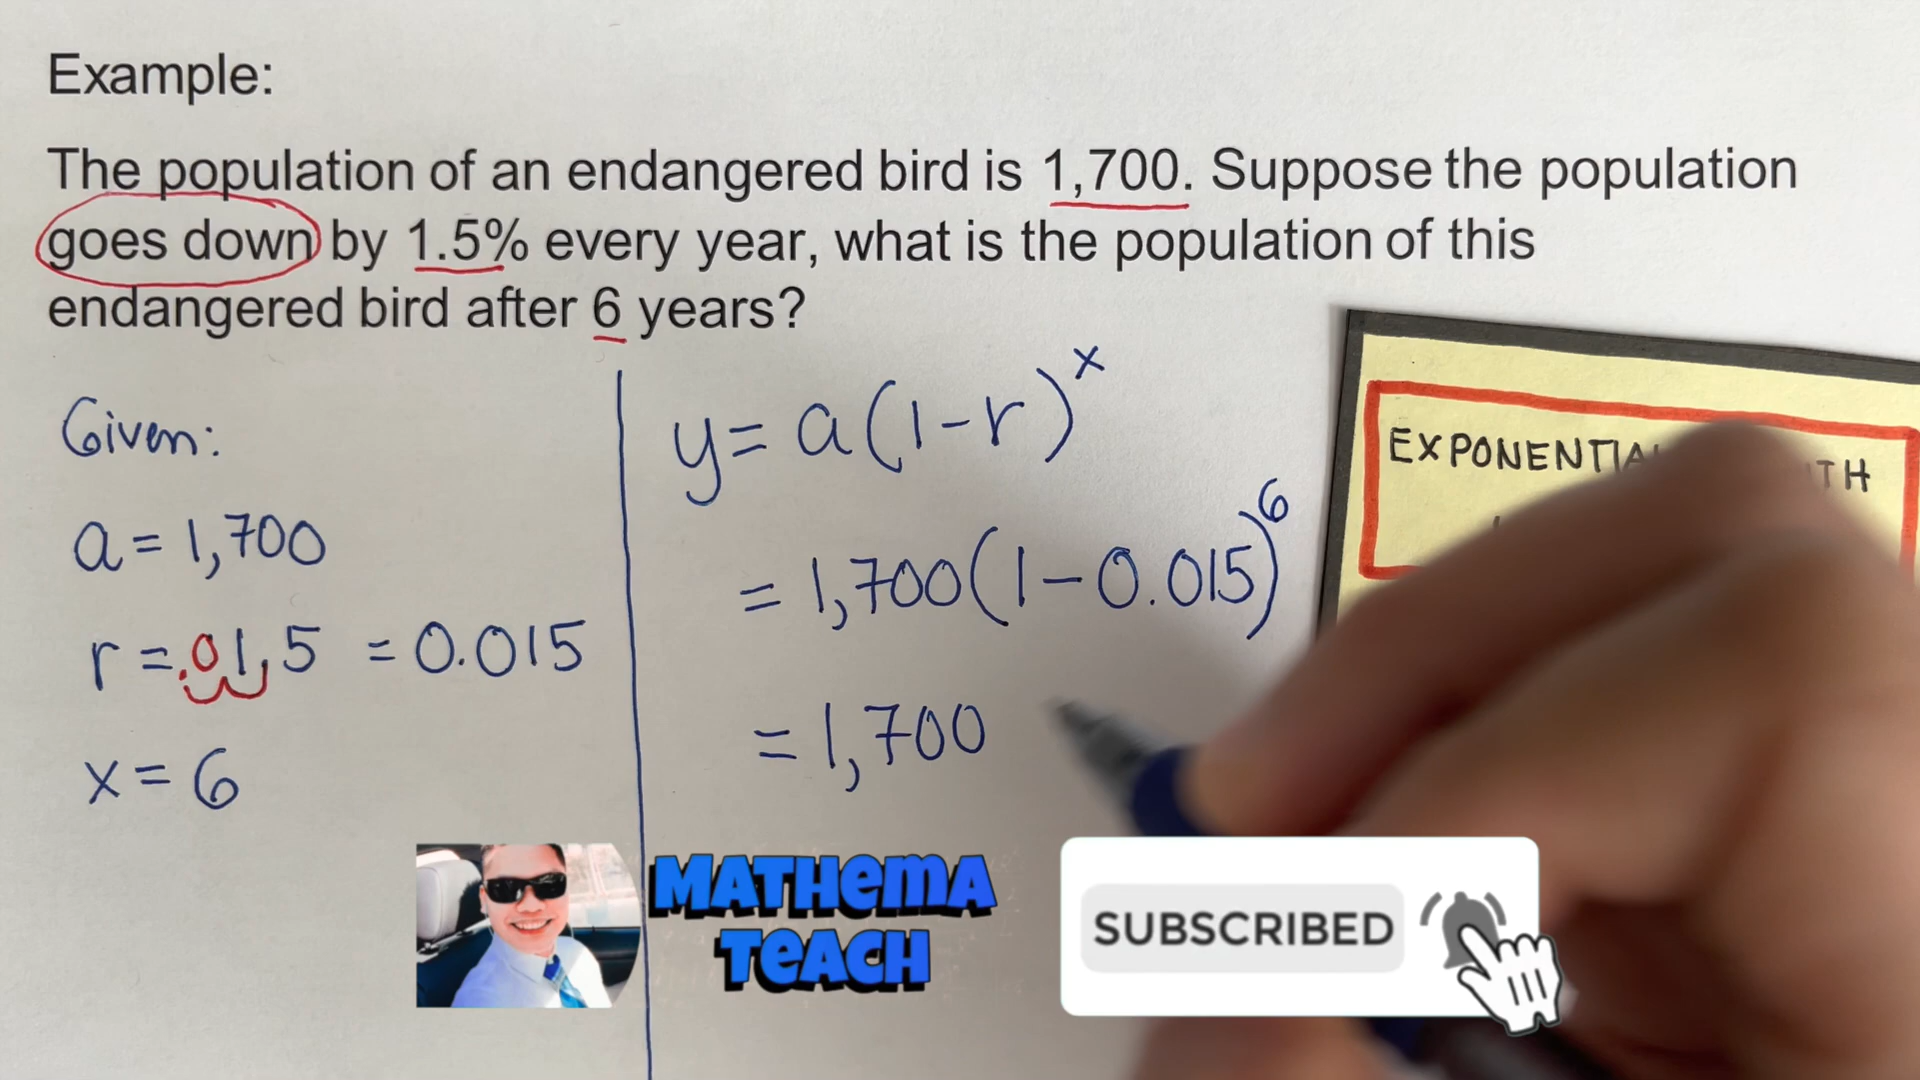 Example:
The population of an endangered bird is 1,700. Suppose the population
goes down by 1.5% every year, what is the population of this
endangered bird after 6 years?
Given:
a = 1,700
r = .01.5 = 0.015
x = 6
y = a(1-r)^x
= 1,700(1-0.015)^6
= 1,700
EXPONENTIA
TH
MATHemA
TeACH
SUBSCRIBED